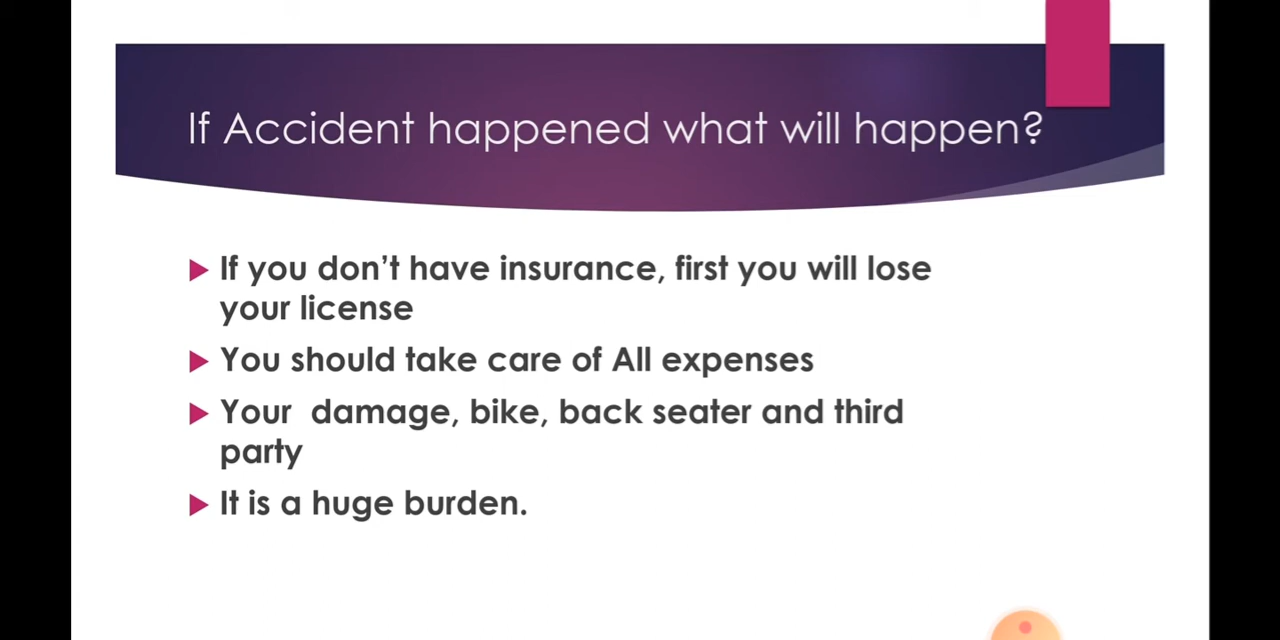 If Accident happened what will happen?
If you don't have insurance, first you will lose
your license
You should take care of All expenses
Your damage, bike, back seater and third
party
It is a huge burden.